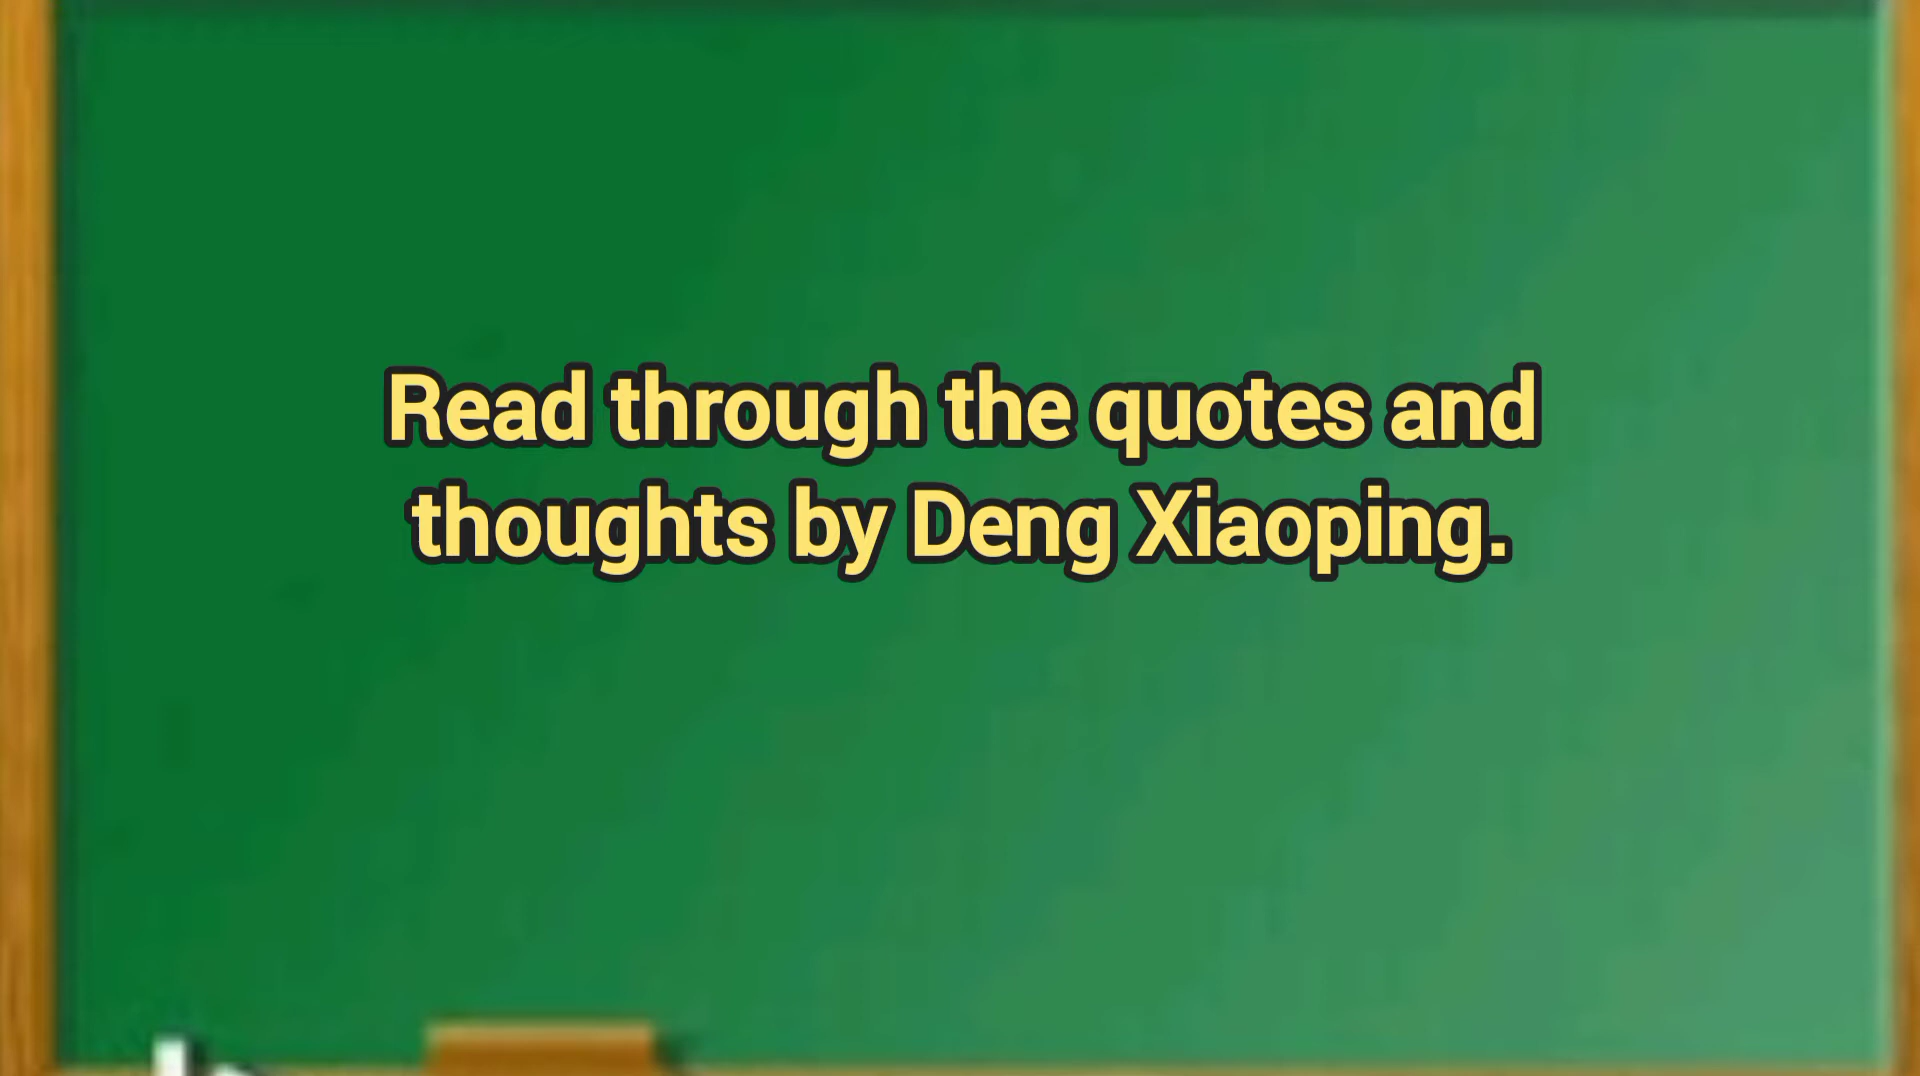 Read through the quotes and
thoughts by Deng Xiaoping.